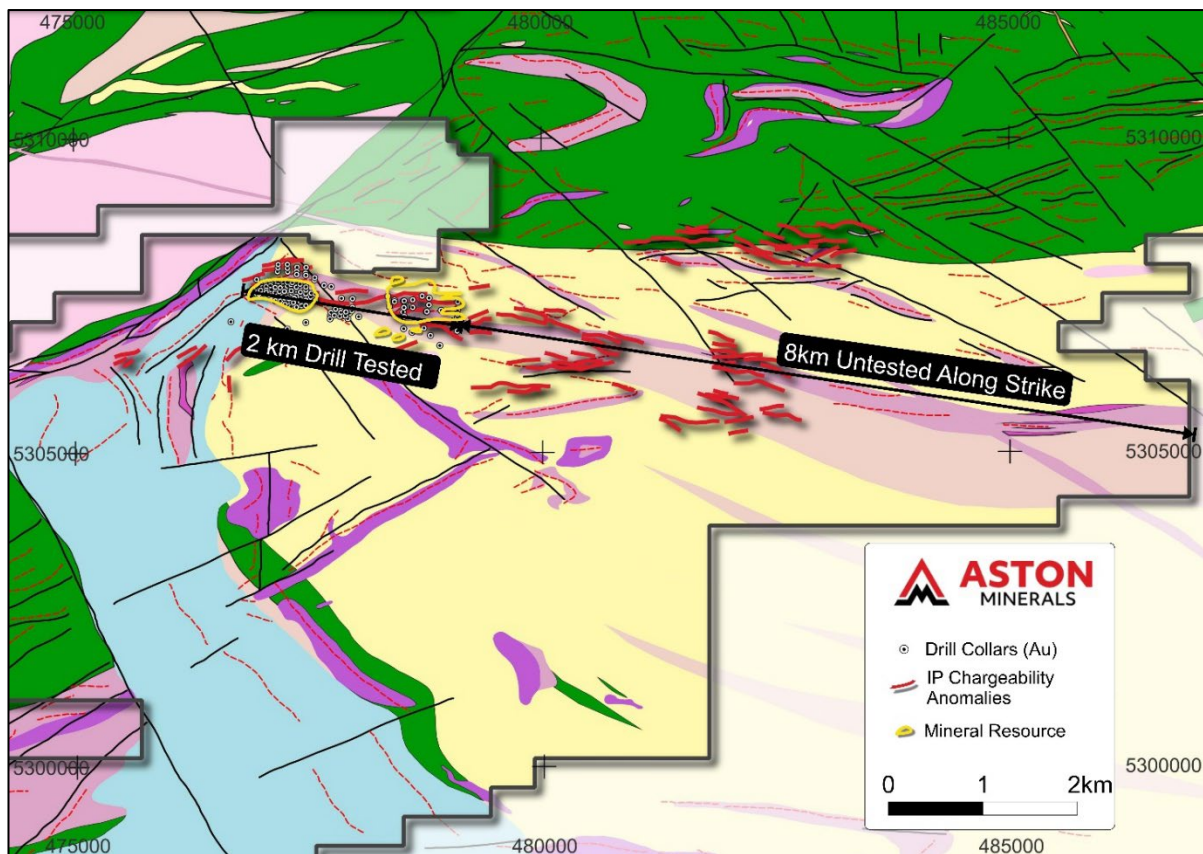 475000
480000
485000
5310000
5310000
2 km Drill Tested
8km Untested Along Strike
5305000
5305000
ASTON
MINERALS
Drill Collars (Au)
IP Chargeability
Anomalies
Mineral Resource
0 1 2km
5300000
5300000
475000
480000
485000